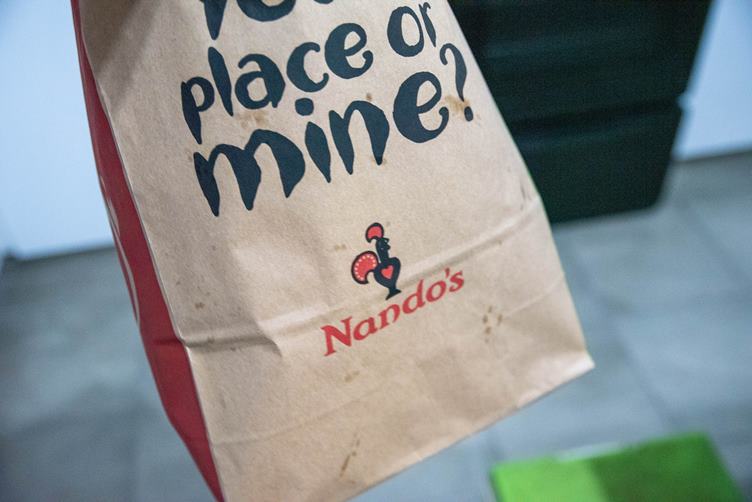 place or
mine?
Nando's